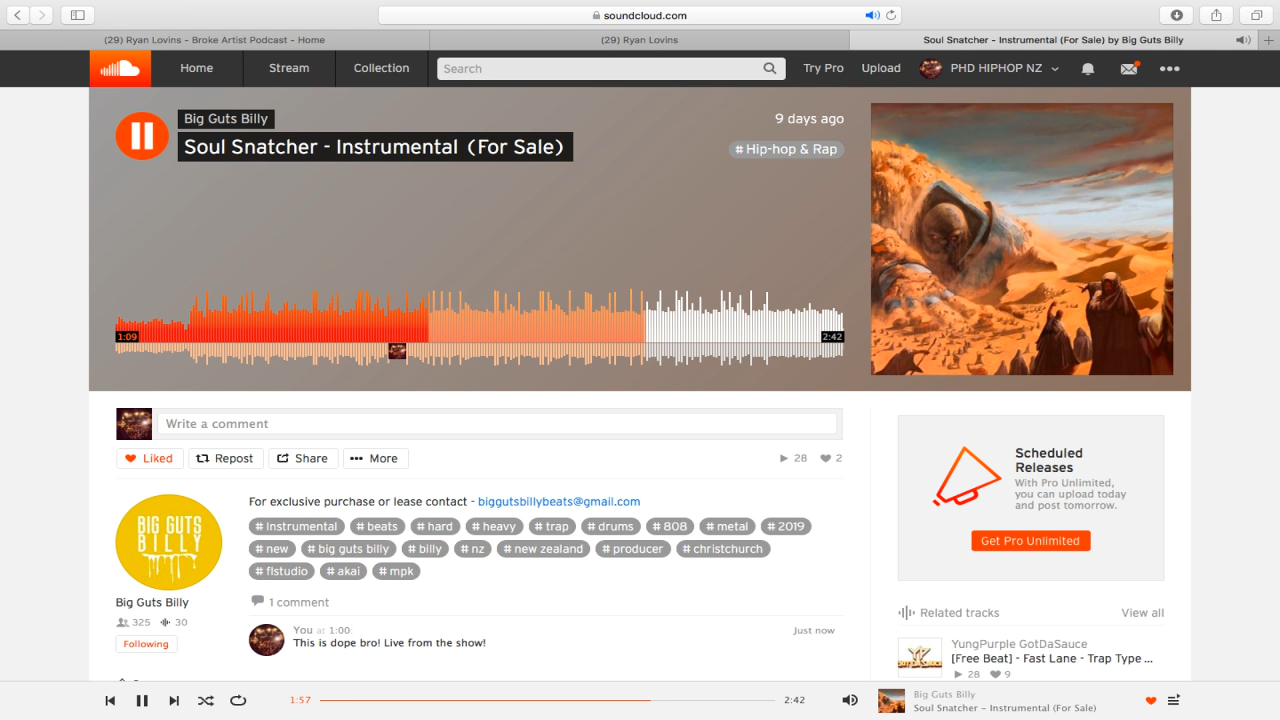 soundcloud.com
(29) Ryan Lovins - Broke Artist Podcast - Home
(29) Ryan Lovins
Soul Snatcher - Instrumental (For Sale) by Big Guts Billy
Home
Stream
Collection
Search
Try Pro
Upload
PHD HIPHOP NZ
Big Guts Billy
9 days ago
Soul Snatcher - Instrumental (For Sale)
# Hip-hop & Rap
1:09
2:42
Write a comment
Liked
Repost
Share
More
28
2
For exclusive purchase or lease contact - biggutsbillybeats@gmail.com
# Instrumental # beats # hard # heavy # trap # drums # 808 # metal # 2019
# new # big guts billy # billy # nz # new zealand # producer # christchurch
# flstudio # akai # mpk
BIG GUTS
BILLY
Big Guts Billy
325 30
Following
1 comment
You at 1:00:
Just now
This is dope bro! Live from the show!
Scheduled
Releases
With Pro Unlimited,
you can upload today
and post tomorrow.
Get Pro Unlimited
Related tracks
View all
YungPurple GotDaSauce
[Free Beat] - Fast Lane - Trap Type ...
28 9
1:57
2:42
Big Guts Billy
Soul Snatcher - Instrumental (For Sale)